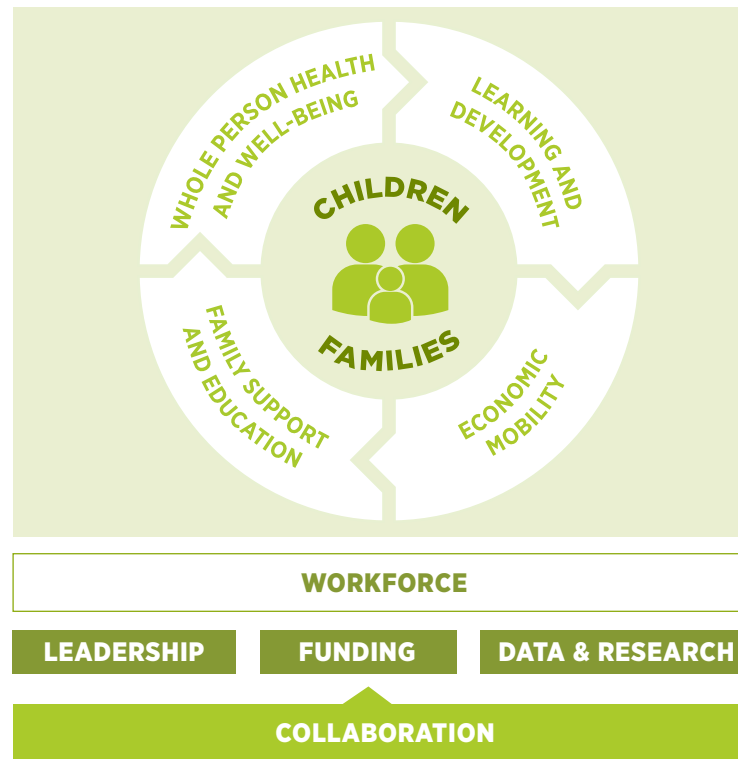 WHOLE PERSON HEALTH
AND WELL-BEING
LEARNING AND
DEVELOPMENT
CHILDREN
FAMILIES
FAMILY SUPPORT
AND EDUCATION
ECONOMIC
MOBILITY
WORKFORCE
LEADERSHIP
FUNDING
DATA & RESEARCH
COLLABORATION